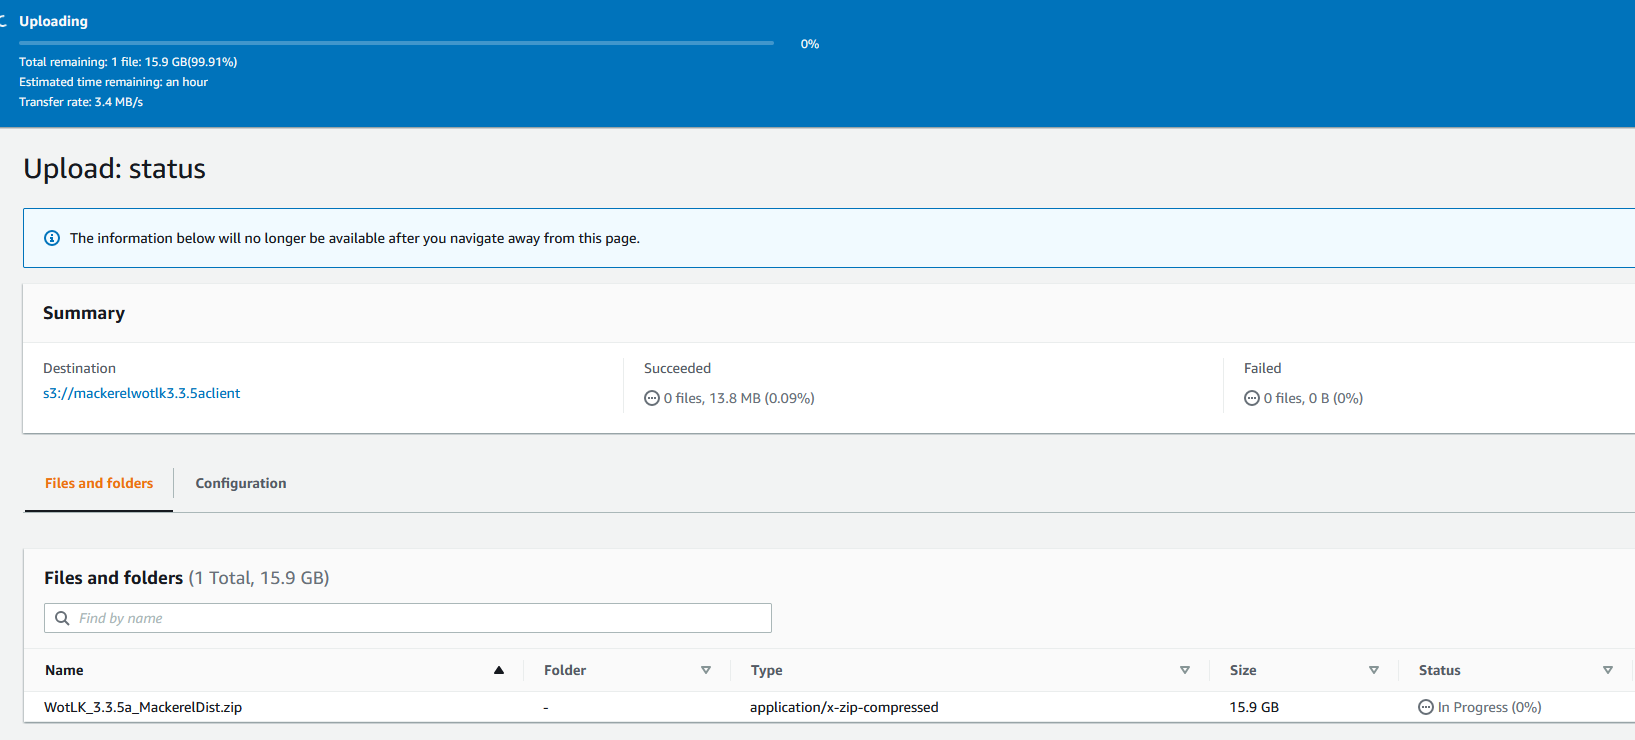 Uploading
0%
Total remaining: 1 file: 15.9 GB(99.91%)
Estimated time remaining: an hour
Transfer rate: 3.4 MB/s
Upload: status
The information below will no longer be available after you navigate away from this page.
Summary
Destination
s3://mackerelwotlk3.3.5aclient
Succeeded
0 files, 13.8 MB (0.09%)
Failed
0 files, 0 B (0%)
Files and folders
Configuration
Files and folders (1 Total, 15.9 GB)
Find by name
Name Folder Type Size Status
WotLK_3.3.5a_MackerelDist.zip - application/x-zip-compressed 15.9 GB In Progress (0%)